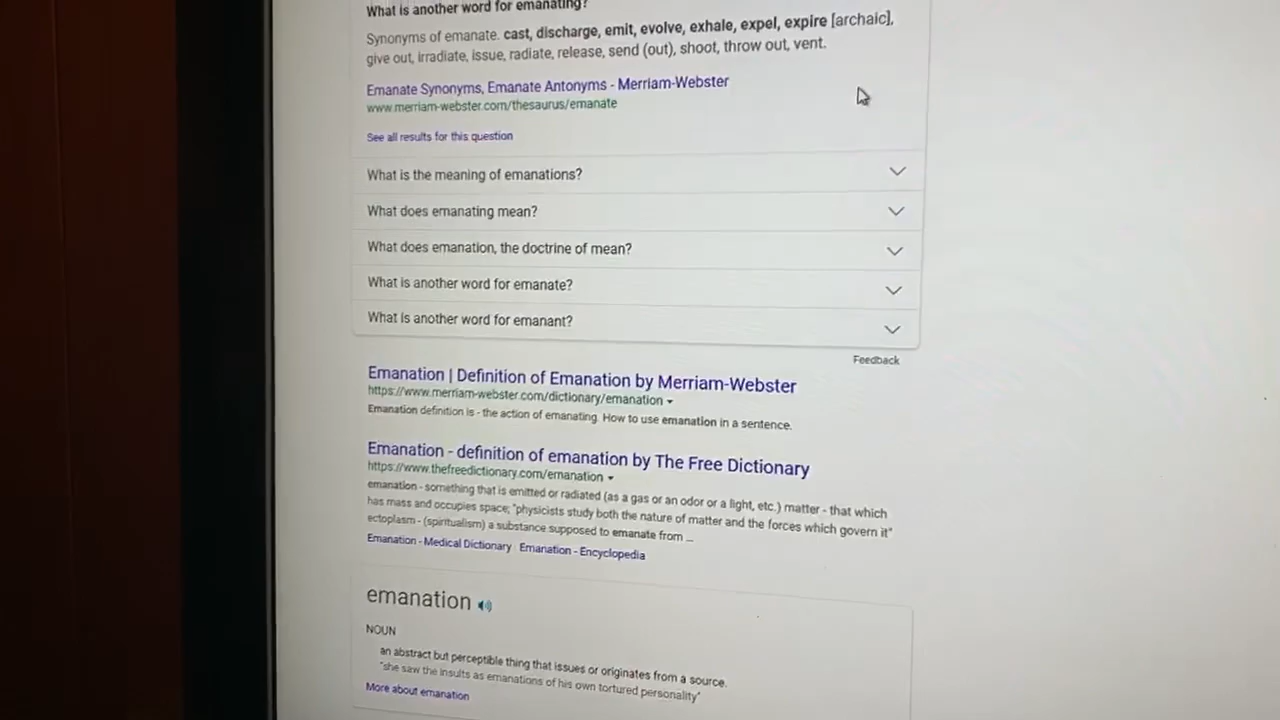 What is another word for emanating?
Synonyms of emanate. cast, discharge, emit, evolve, exhale, expel, expire [archaic],
give out, irradiate, issue, radiate, release, send (out), shoot, throw out, vent.
Emanate Synonyms, Emanate Antonyms - Merriam-Webster
www.merriam-webster.com/thesaurus/emanate
See all results for this question
What is the meaning of emanations?
What does emanating mean?
What does emanation, the doctrine of mean?
What is another word for emanate?
What is another word for emanant?
Feedback
Emanation | Definition of Emanation by Merriam-Webster
https://www.merriam-webster.com/dictionary/emanation
Emanation definition is - the action of emanating. How to use emanation in a sentence.
Emanation - definition of emanation by The Free Dictionary
https://www.thefreedictionary.com/emanation
emanation - something that is emitted or radiated (as a gas or an odor or a light, etc.) matter - that which
has mass and occupies space; "physicists study both the nature of matter and the forces which govern it"
ectoplasm - (spiritualism) a substance supposed to emanate from ...
Emanation - Medical Dictionary Emanation - Encyclopedia
emanation
NOUN
an abstract but perceptible thing that issues or originates from a source.
"she saw the insults as emanations of his own tortured personality"
More about emanation